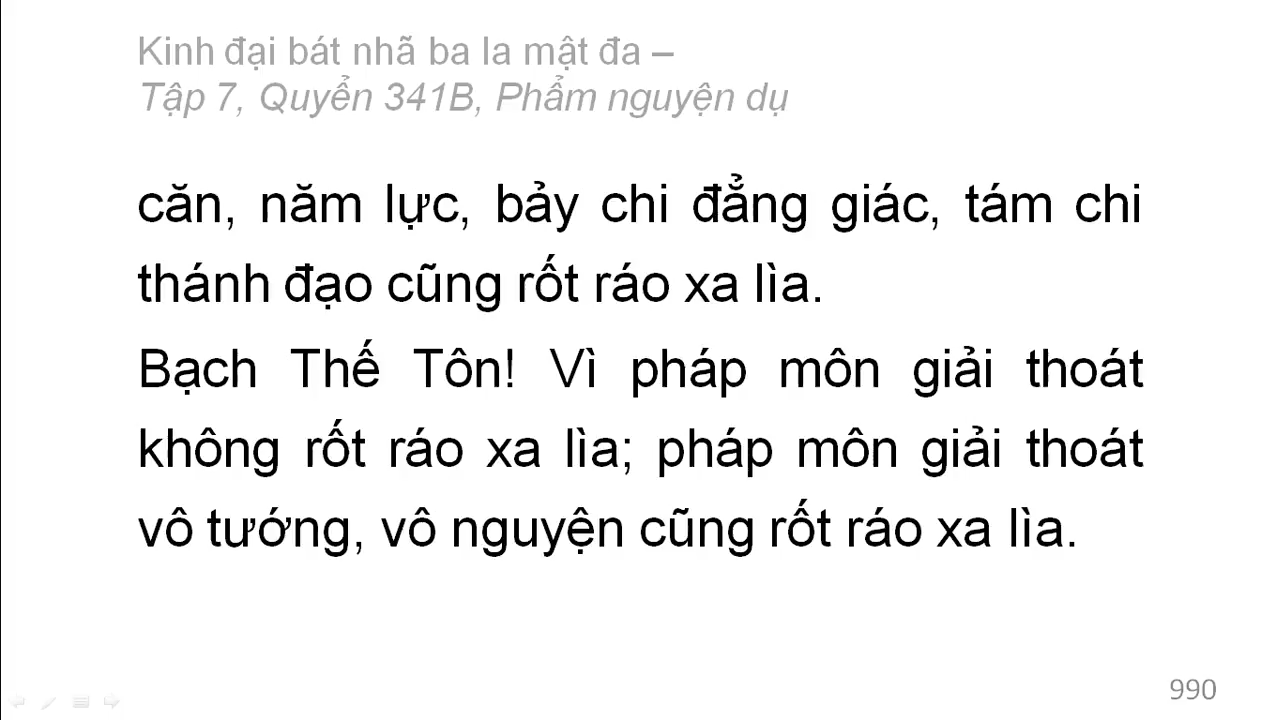 Kinh đại bát nhã ba la mật đa –
Tập 7, Quyển 341B, Phẩm nguyện dụ
căn, năm lực, bảy chi đẳng giác, tám chi
thánh đạo cũng rốt ráo xa lìa.
Bạch Thế Tôn! Vì pháp môn giải thoát
không rốt ráo xa lìa; pháp môn giải thoát
vô tướng, vô nguyện cũng rốt ráo xa lìa.
990